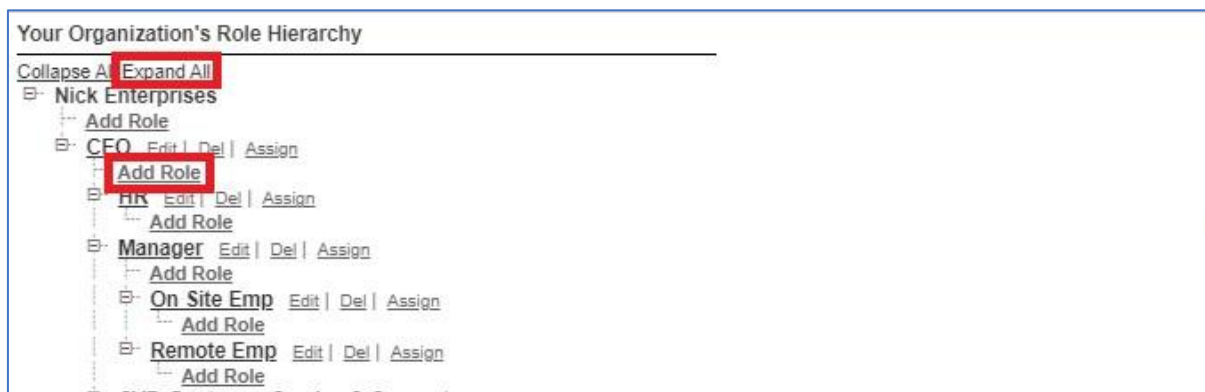 Your Organization's Role Hierarchy
Collapse Al Expand All
Nick Enterprises
Add Role
CEO Edit | Del | Assign
Add Role
HR Edit | Del | Assign
Add Role
Manager Edit | Del | Assign
Add Role
On Site Emp Edit | Del | Assign
Add Role
Remote Emp Edit | Del | Assign
Add Role